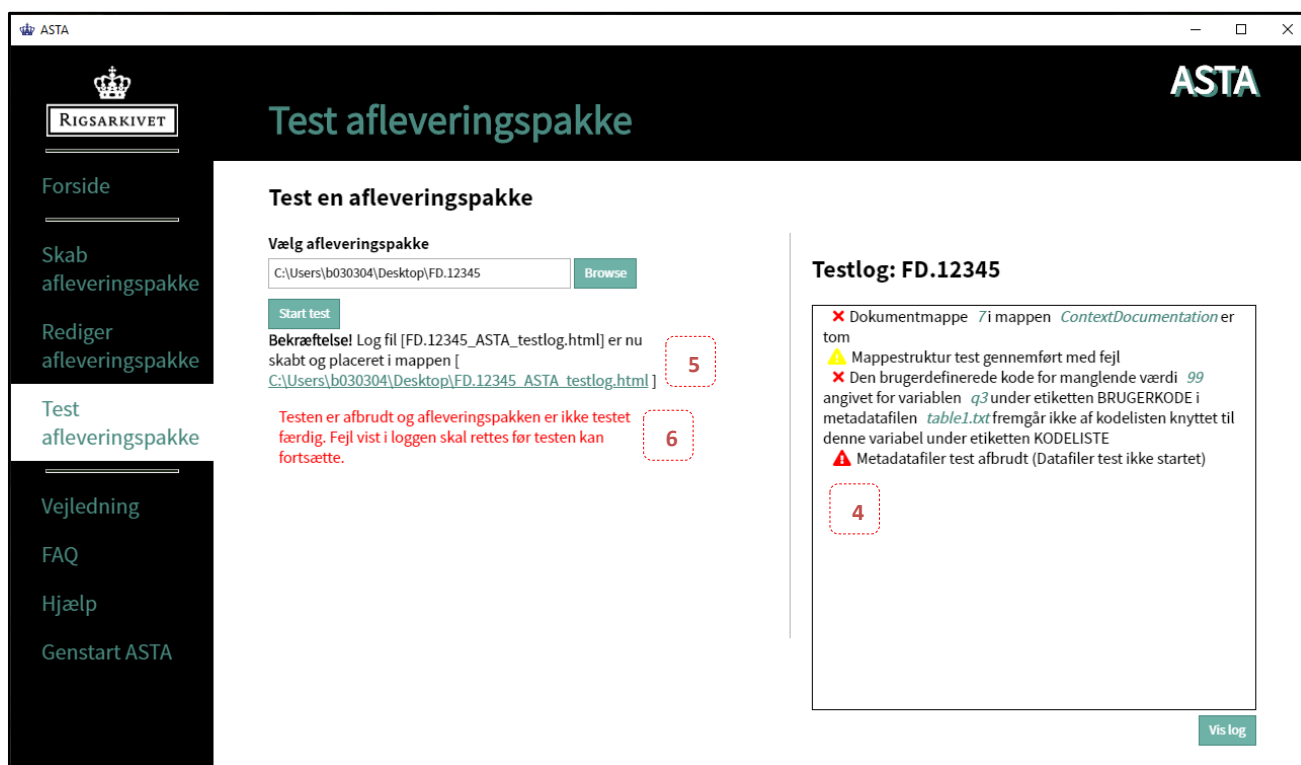 ASTA
RIGSARKIVET
Forside
Skab
afleveringspakke
Rediger
afleveringspakke
Test
afleveringspakke
Vejledning
FAQ
Hjælp
Genstart ASTA
ASTA
Test afleveringspakke
Test en afleveringspakke
Vælg afleveringspakke
C:\Users\b030304\Desktop\FD.12345 Browse
Start test
Bekræftelse! Log fil [FD.12345_ASTA_testlog.html] er nu
skabt og placeret i mappen [
C:\Users\b030304\Desktop\FD.12345_ASTA_testlog.html ]
5
Testen er afbrudt og afleveringspakken er ikke testet
færdig. Fejl vist i loggen skal rettes før testen kan
fortsætte.
6
Testlog: FD.12345
Dokumentmappe 7 i mappen ContextDocumentation er
tom
Mappestruktur test gennemført med fejl
Den brugerdefinerede kode for manglende værdi 99
angivet for variablen q3 under etiketten BRUGERKODE i
metadatafilen table1.txt fremgår ikke af kodelisten knyttet til
denne variabel under etiketten KODELISTE
Metadatafiler test afbrudt (Datafiler test ikke startet)
4
Vis log